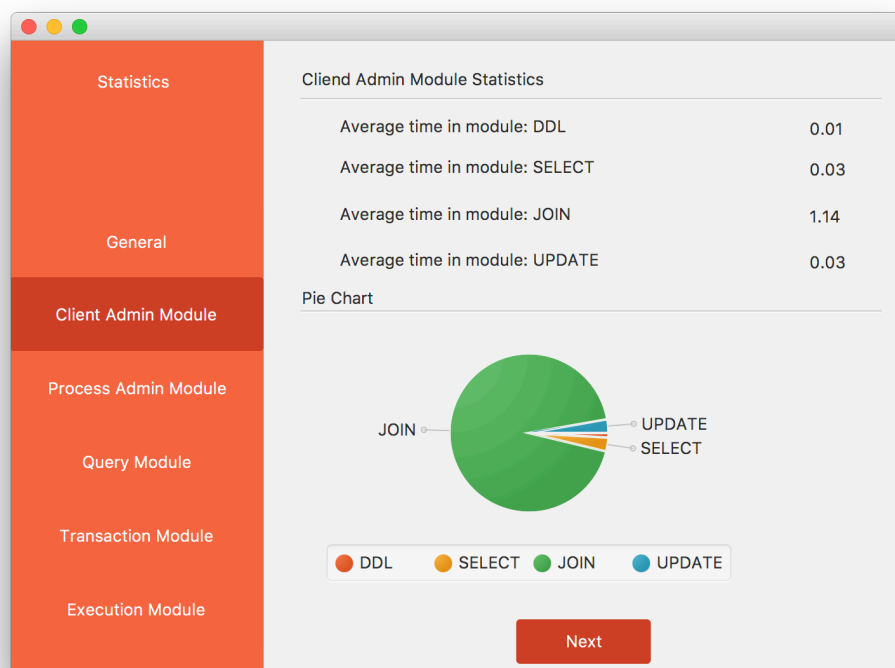 Statistics
General
Client Admin Module
Process Admin Module
Query Module
Transaction Module
Execution Module
Cliend Admin Module Statistics
Average time in module: DDL 0.01
Average time in module: SELECT 0.03
Average time in module: JOIN 1.14
Average time in module: UPDATE 0.03
Pie Chart
JOIN
UPDATE
SELECT
DDL SELECT JOIN UPDATE
Next